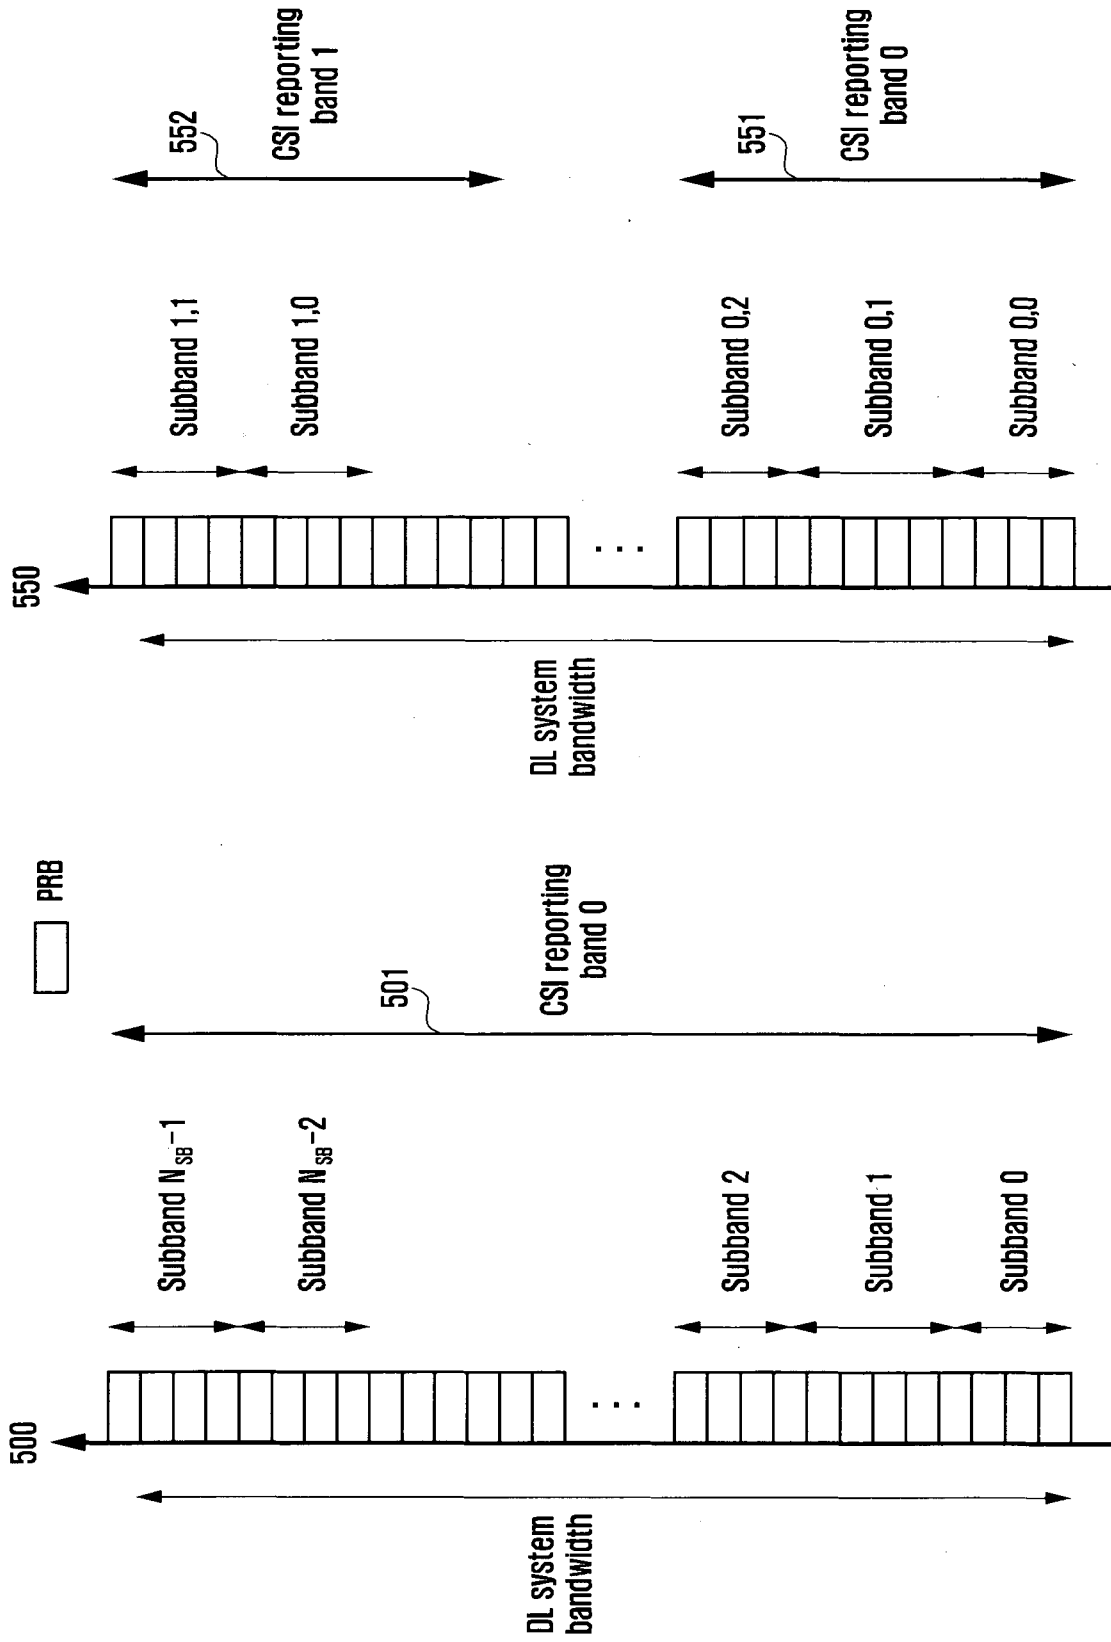 500
DL system
bandwidth
Subband N_SB-1
Subband N_SB-2
Subband 2
Subband 1
Subband 0
501
CSI reporting
band 0
PRB
550
DL system
bandwidth
Subband 1,1
Subband 1,0
Subband 0,2
Subband 0,1
Subband 0,0
552
CSI reporting
band 1
551
CSI reporting
band 0